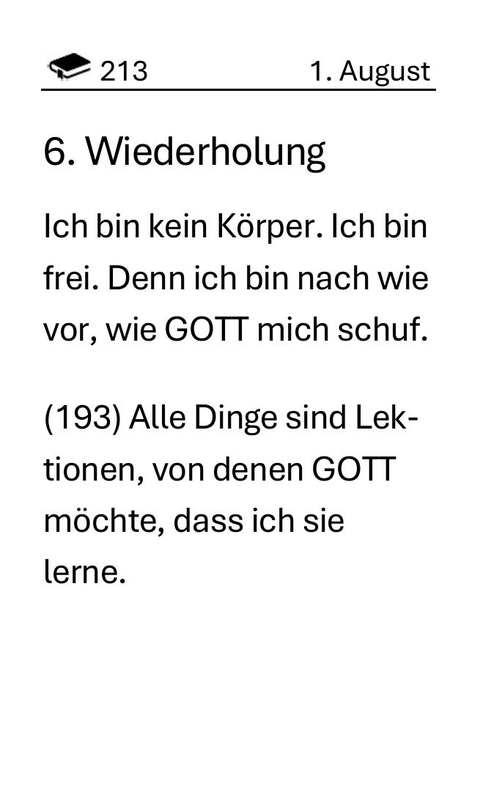 213 1. August
6. Wiederholung
Ich bin kein Körper. Ich bin
frei. Denn ich bin nach wie
vor, wie GOTT mich schuf.
(193) Alle Dinge sind Lek-
tionen, von denen GOTT
möchte, dass ich sie
lerne.